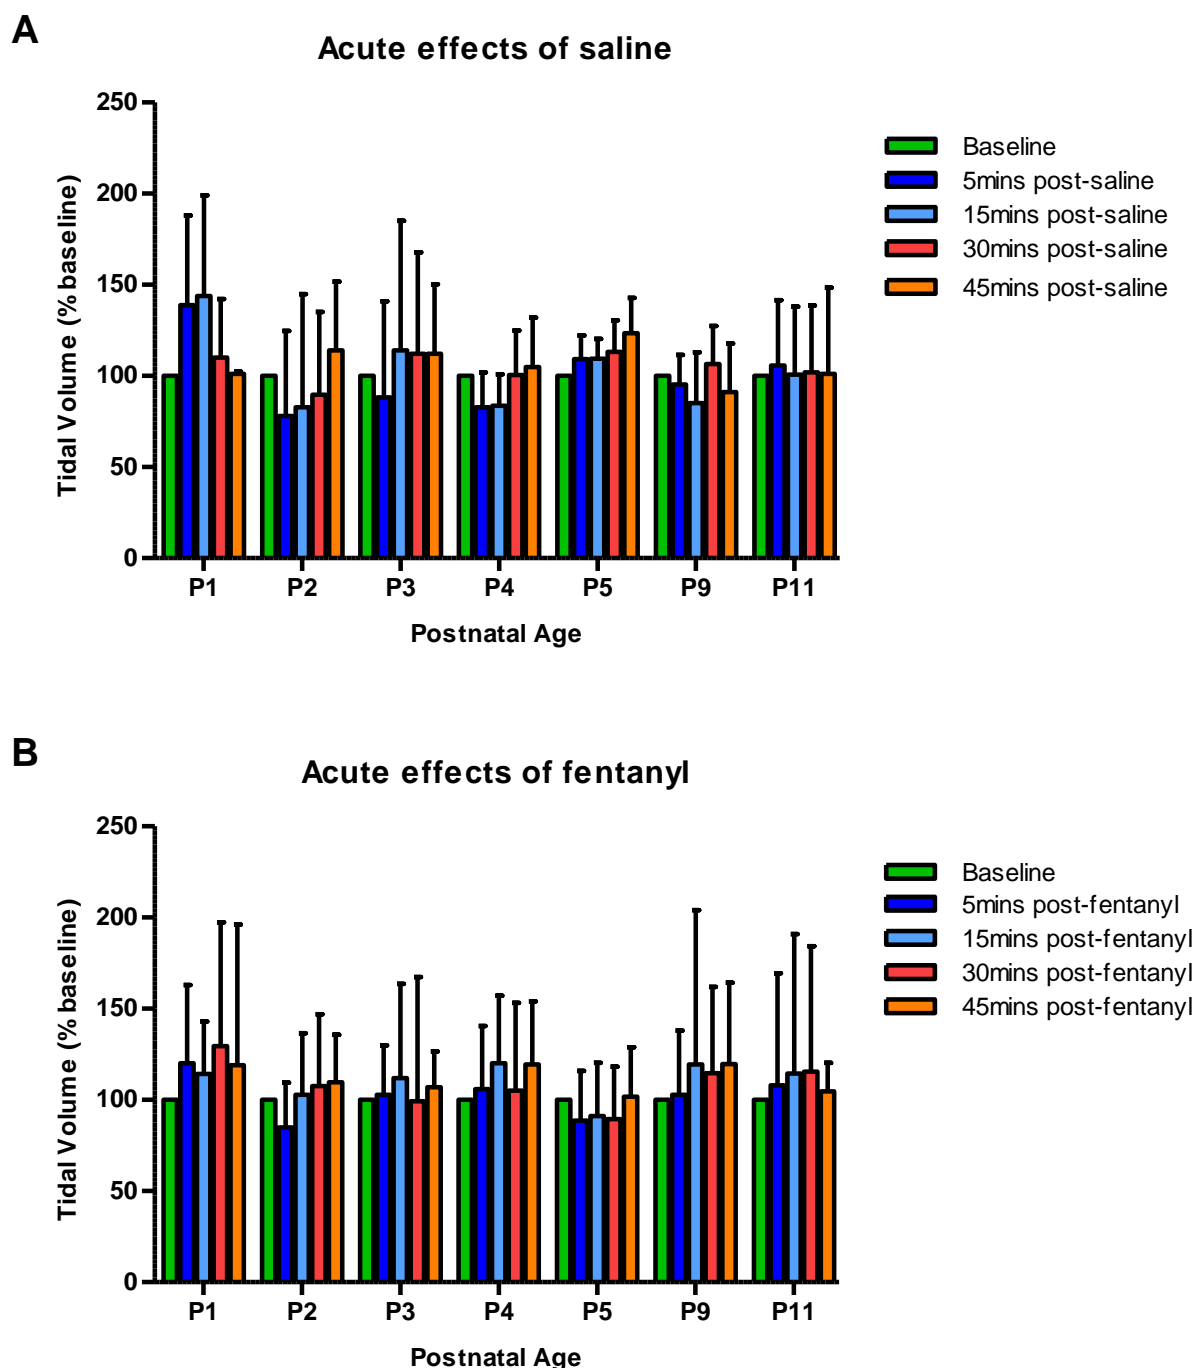 A
Acute effects of saline
250
200
150
100
50
0
Tidal Volume (% baseline)
P1 P2 P3 P4 P5 P9 P11
Postnatal Age
Baseline
5mins post-saline
15mins post-saline
30mins post-saline
45mins post-saline
B
Acute effects of fentanyl
250
200
150
100
50
0
Tidal Volume (% baseline)
P1 P2 P3 P4 P5 P9 P11
Postnatal Age
Baseline
5mins post-fentanyl
15mins post-fentanyl
30mins post-fentanyl
45mins post-fentanyl